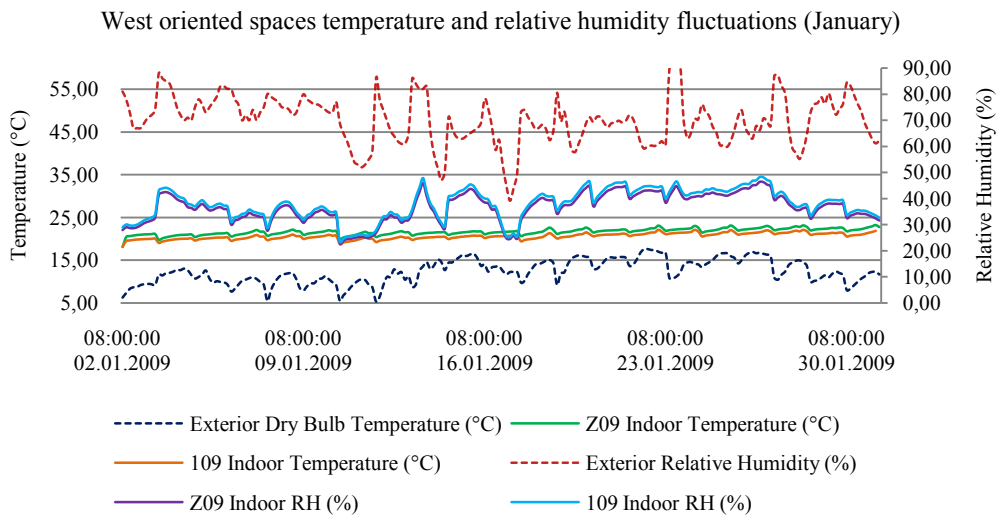 West oriented spaces temperature and relative humidity fluctuations (January)
Temperature (°C)
55,00
45,00
35,00
25,00
15,00
5,00
90,00
80,00
70,00
60,00
50,00
40,00
30,00
20,00
10,00
0,00
Relative Humidity (%)
08:00:00 08:00:00 08:00:00 08:00:00 08:00:00
02.01.2009 09.01.2009 16.01.2009 23.01.2009 30.01.2009
Exterior Dry Bulb Temperature (°C) Z09 Indoor Temperature (°C)
109 Indoor Temperature (°C) Exterior Relative Humidity (%)
Z09 Indoor RH (%) 109 Indoor RH (%)